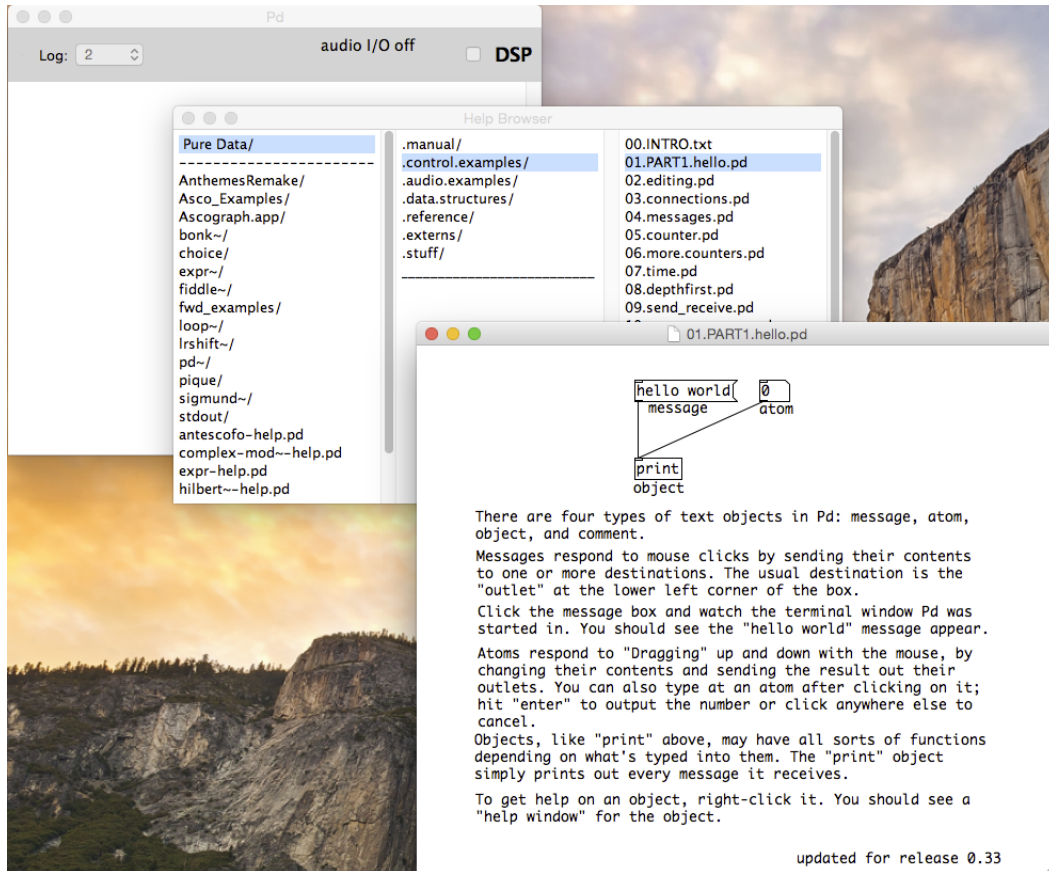 Pd
Log: 2
audio I/O off
DSP
Help Browser
Pure Data/
-----------------------
AnthemesRemake/
Asco_Examples/
Ascograph.app/
bonk~/
choice/
expr~/
fiddle~/
fwd_examples/
loop~/
lrshift~/
pd~/
pique/
sigmund~/
stdout/
antescofo-help.pd
complex-mod~-help.pd
expr-help.pd
hilbert~-help.pd
.manual/
.control.examples/
.audio.examples/
.data.structures/
.reference/
.externs/
.stuff/
___________________________
00.INTRO.txt
01.PART1.hello.pd
02.editing.pd
03.connections.pd
04.messages.pd
05.counter.pd
06.more.counters.pd
07.time.pd
08.depthfirst.pd
09.send_receive.pd
01.PART1.hello.pd
hello world
0
message
atom
print
object
There are four types of text objects in Pd: message, atom,
object, and comment.
Messages respond to mouse clicks by sending their contents
to one or more destinations. The usual destination is the
"outlet" at the lower left corner of the box.
Click the message box and watch the terminal window Pd was
started in. You should see the "hello world" message appear.
Atoms respond to "Dragging" up and down with the mouse, by
changing their contents and sending the result out their
outlets. You can also type at an atom after clicking on it;
hit "enter" to output the number or click anywhere else to
cancel.
Objects, like "print" above, may have all sorts of functions
depending on what's typed into them. The "print" object
simply prints out every message it receives.
To get help on an object, right-click it. You should see a
"help window" for the object.
updated for release 0.33